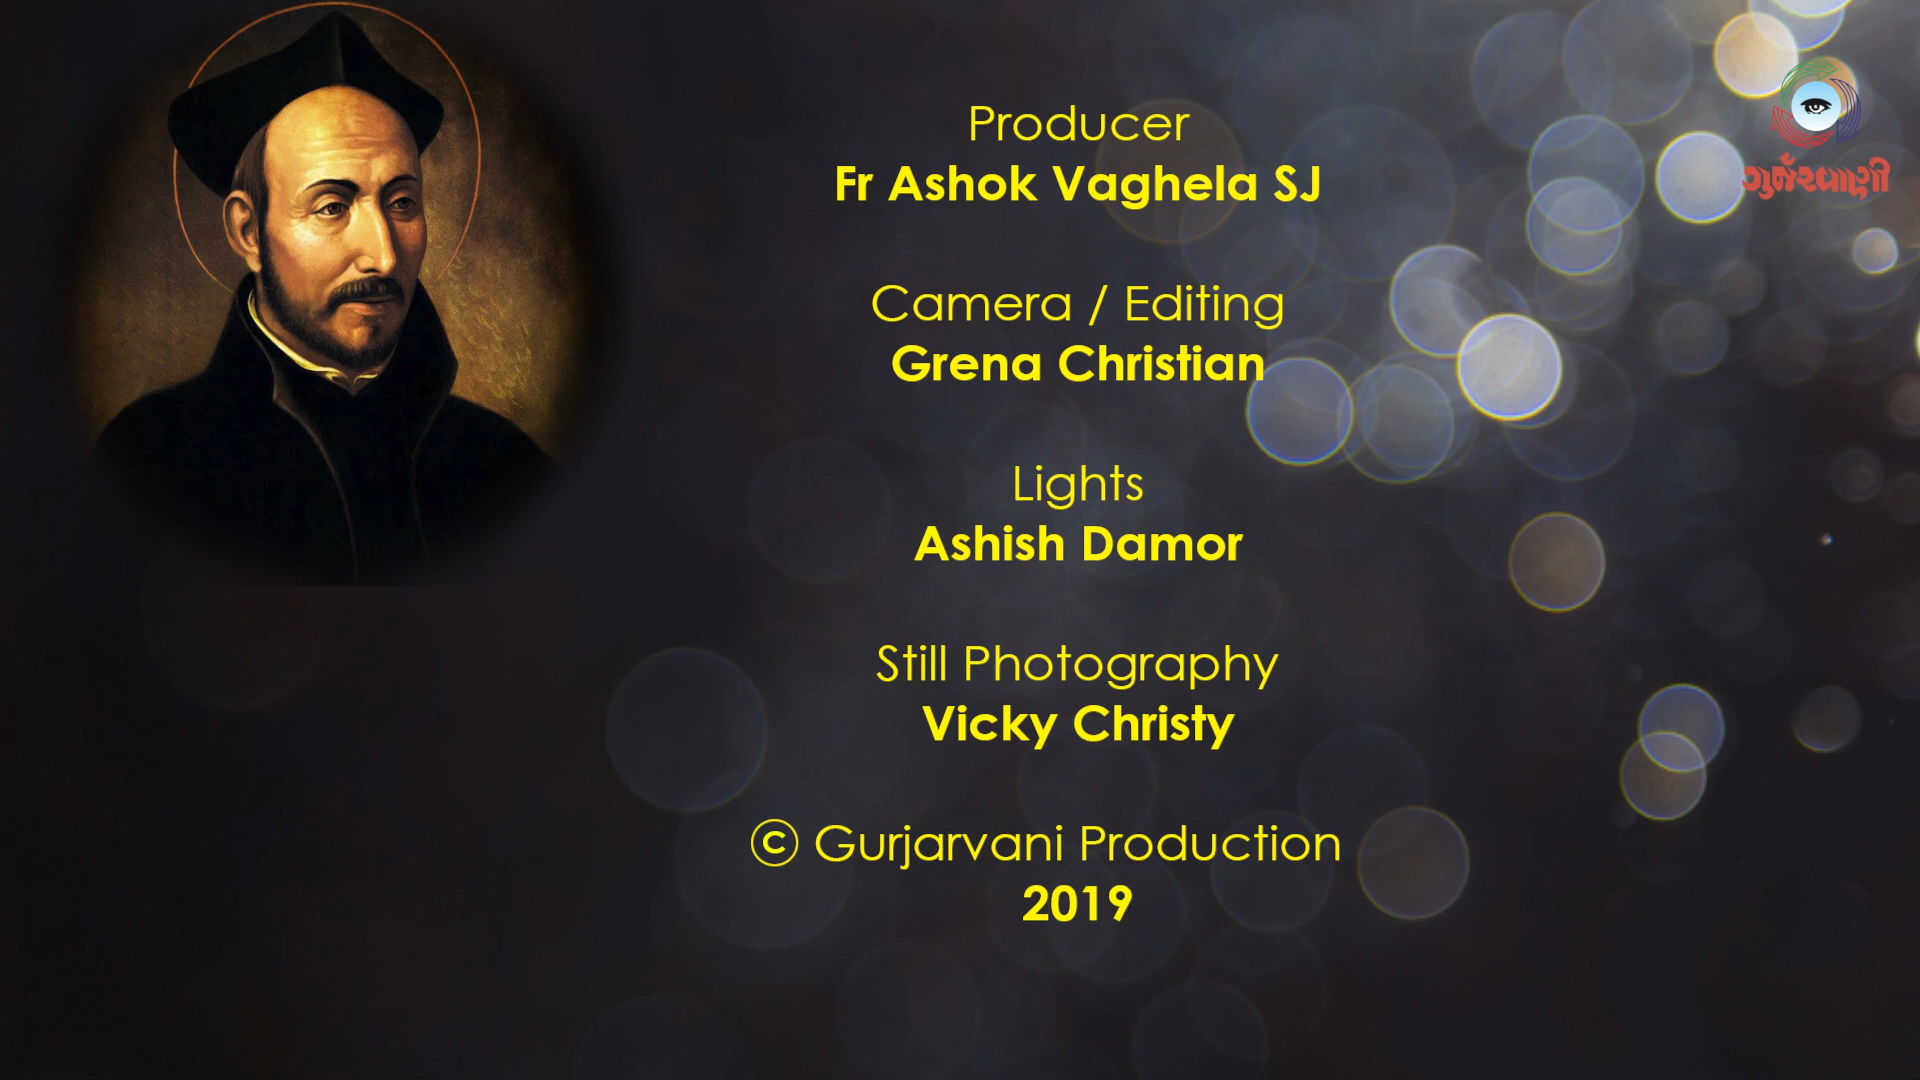 Producer
Fr Ashok Vaghela SJ
ગુર્જરવાણી
Camera / Editing
Grena Christian
Lights
Ashish Damor
Still Photography
Vicky Christy
© Gurjarvani Production
2019